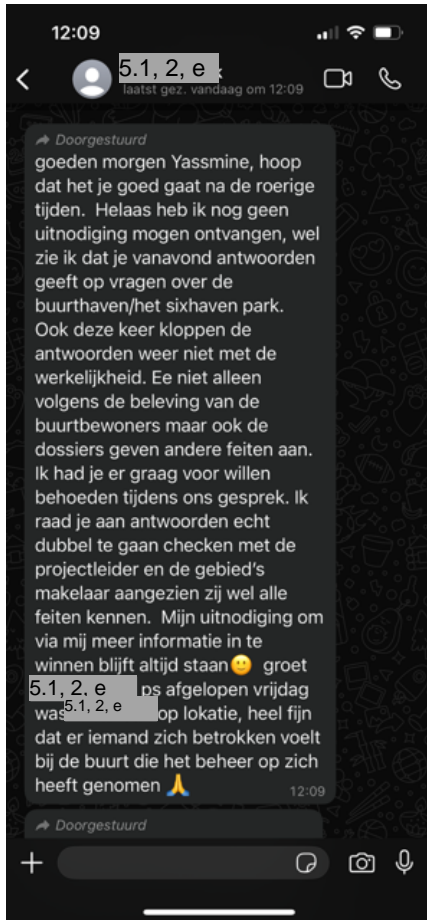 12:09
5.1, 2, e
laatst gez. vandaag om 12:09
Doorgestuurd
goeden morgen Yassmine, hoop
dat het je goed gaat na de roerige
tijden. Helaas heb ik nog geen
uitnodiging mogen ontvangen, wel
zie ik dat je vanavond antwoorden
geeft op vragen over de
buurthaven/het sixhaven park.
Ook deze keer kloppen de
antwoorden weer niet met de
werkelijkheid. Ee niet alleen
volgens de beleving van de
buurtbewoners maar ook de
dossiers geven andere feiten aan.
Ik had je er graag voor willen
behoeden tijdens ons gesprek. Ik
raad je aan antwoorden echt
dubbel te gaan checken met de
projectleider en de gebied's
makelaar aangezien zij wel alle
feiten kennen. Mijn uitnodiging om
via mij meer informatie in te
winnen blijft altijd staan🙂 groet
5.1, 2, e ps afgelopen vrijdag
was 5.1, 2, e op lokatie, heel fijn
dat er iemand zich betrokken voelt
bij de buurt die het beheer op zich
heeft genomen 🙏 12:09
Doorgestuurd